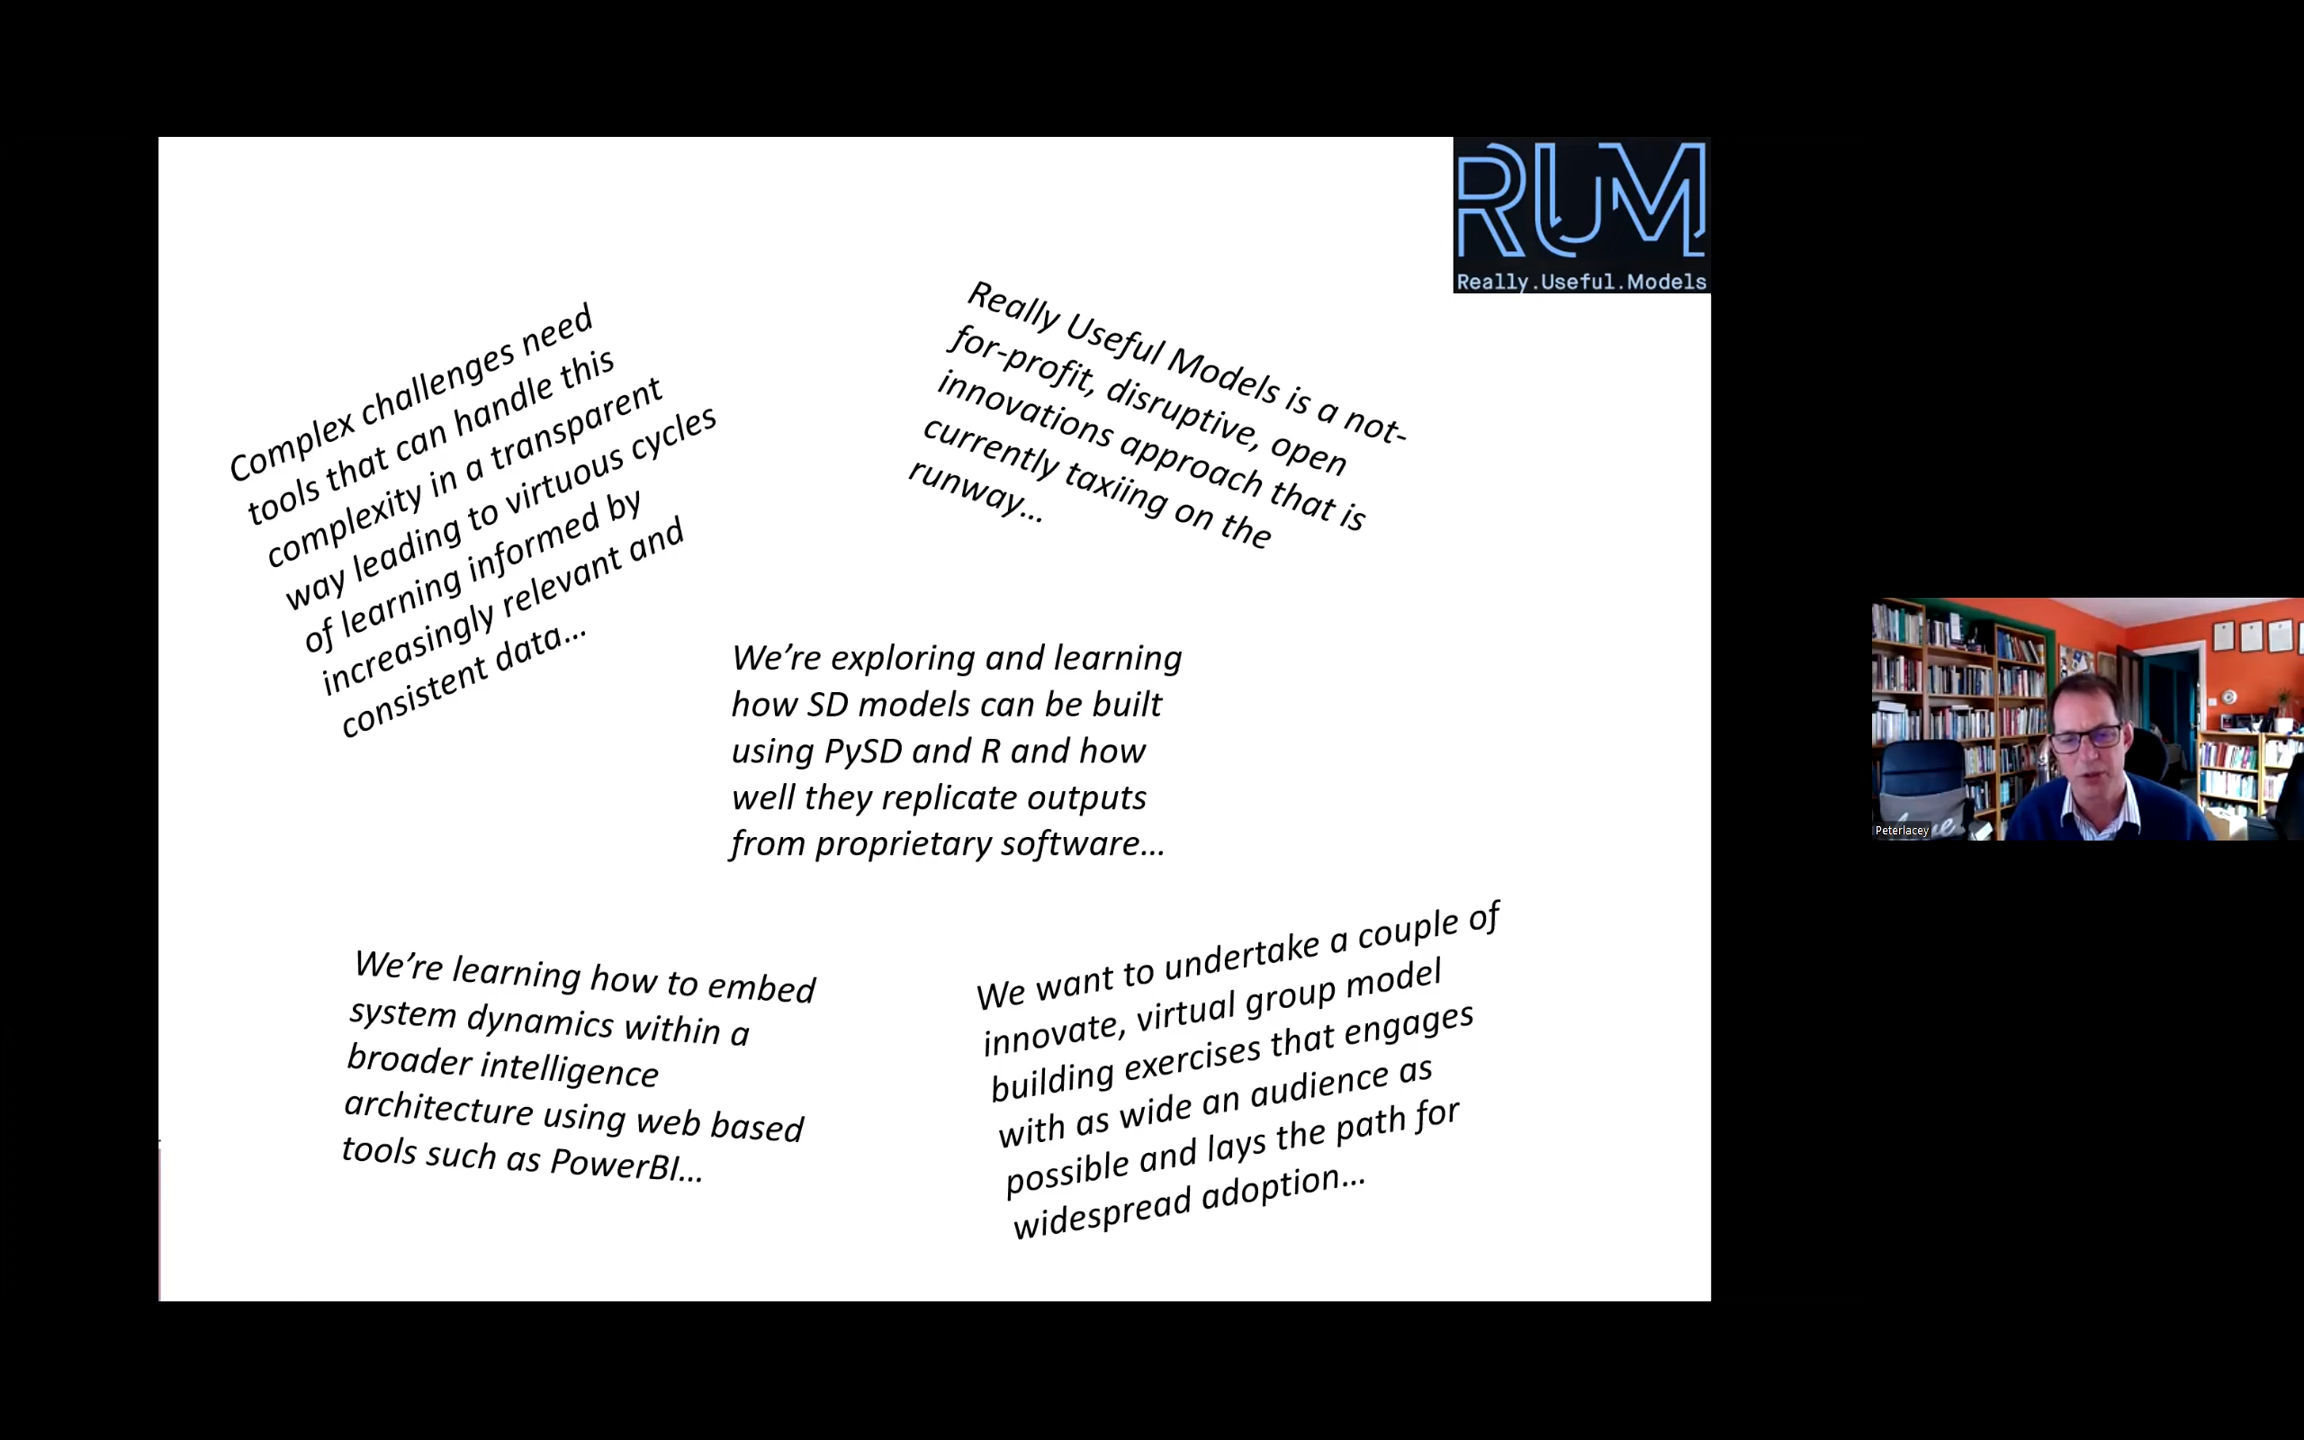 RUM
Really.Useful.Models
Complex challenges need
tools that can handle this
complexity in a transparent
way leading to virtuous cycles
of learning informed by
increasingly relevant and
consistent data...
Really Useful Models is a not-
for-profit, disruptive, open
innovations approach that is
currently taxiing on the
runway...
We’re exploring and learning
how SD models can be built
using PySD and R and how
well they replicate outputs
from proprietary software...
We’re learning how to embed
system dynamics within a
broader intelligence
architecture using web based
tools such as PowerBI...
We want to undertake a couple of
innovate, virtual group model
building exercises that engages
with as wide an audience as
possible and lays the path for
widespread adoption...
Peterlacey